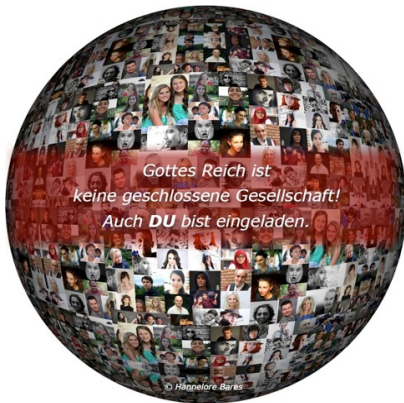 Gottes Reich ist
keine geschlossene Gesellschaft!
Auch DU bist eingeladen.
© Hannelore Bares